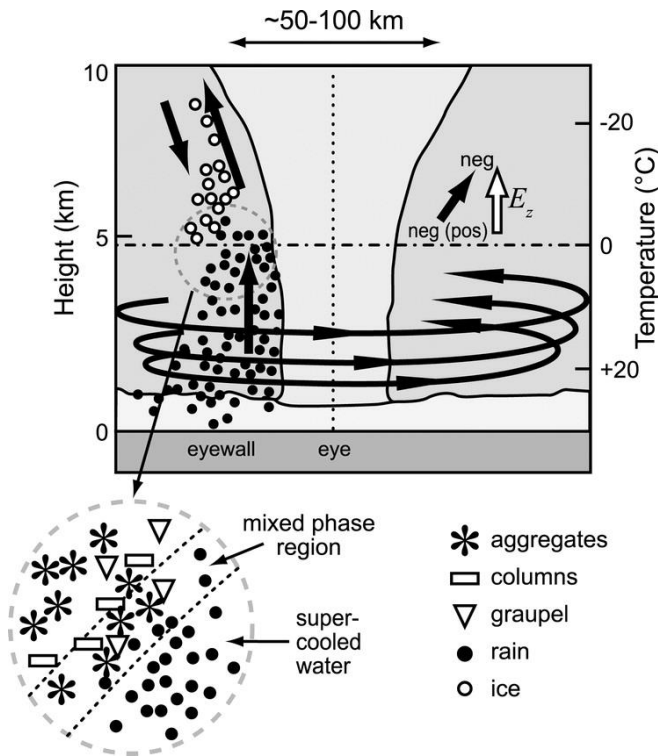 ~50-100 km
10
5
0
Height (km)
-20
0
+20
Temperature (°C)
neg
neg (pos)
E_z
eyewall
eye
mixed phase
region
super-
cooled
water
aggregates
columns
graupel
rain
ice